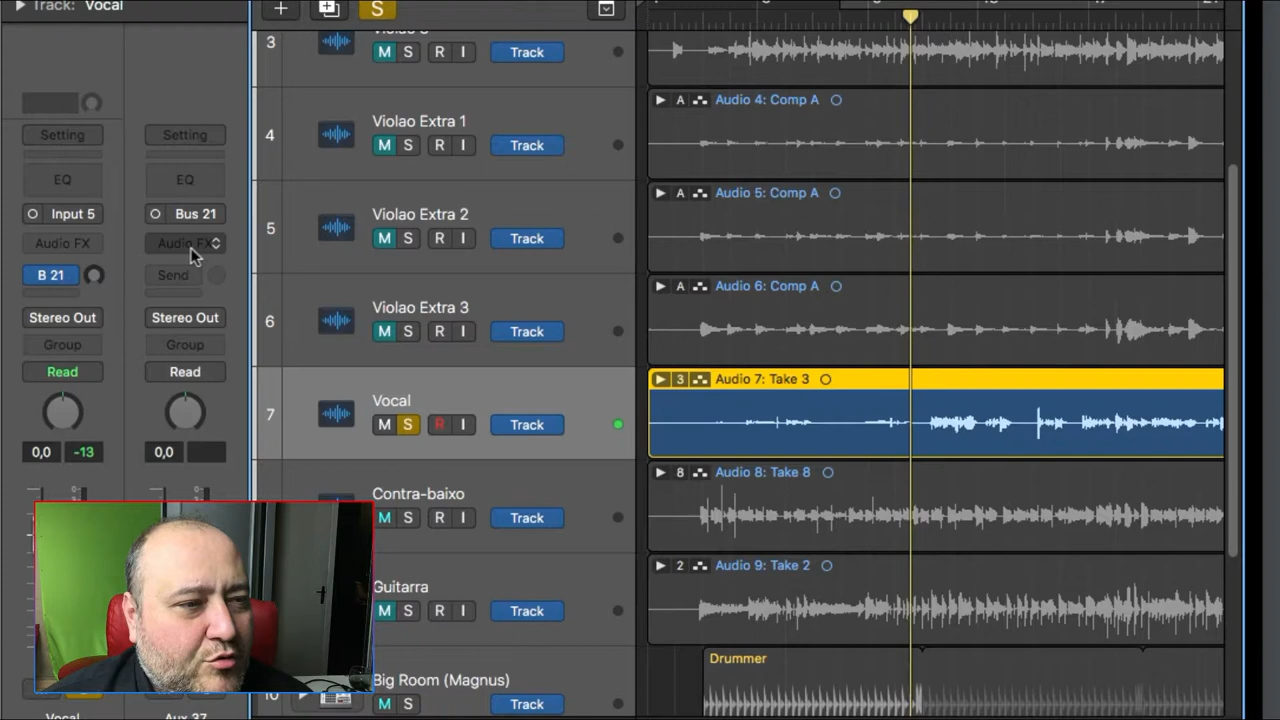 Track: Vocal
Setting
Setting
EQ
EQ
Input 5
Bus 21
Audio FX
Audio FX
B 21
Send
Stereo Out
Stereo Out
Group
Group
Read
Read
0,0
-13
0,0
Vocal
Aux 37
S
3
M S R I
Track
4
Violao Extra 1
M S R I
Track
5
Violao Extra 2
M S R I
Track
6
Violao Extra 3
M S R I
Track
7
Vocal
M S R I
Track
Contra-baixo
M S R I
Track
Guitarra
M S R I
Track
Big Room (Magnus)
M S
A Audio 4: Comp A
A Audio 5: Comp A
A Audio 6: Comp A
3 Audio 7: Take 3
8 Audio 8: Take 8
2 Audio 9: Take 2
Drummer